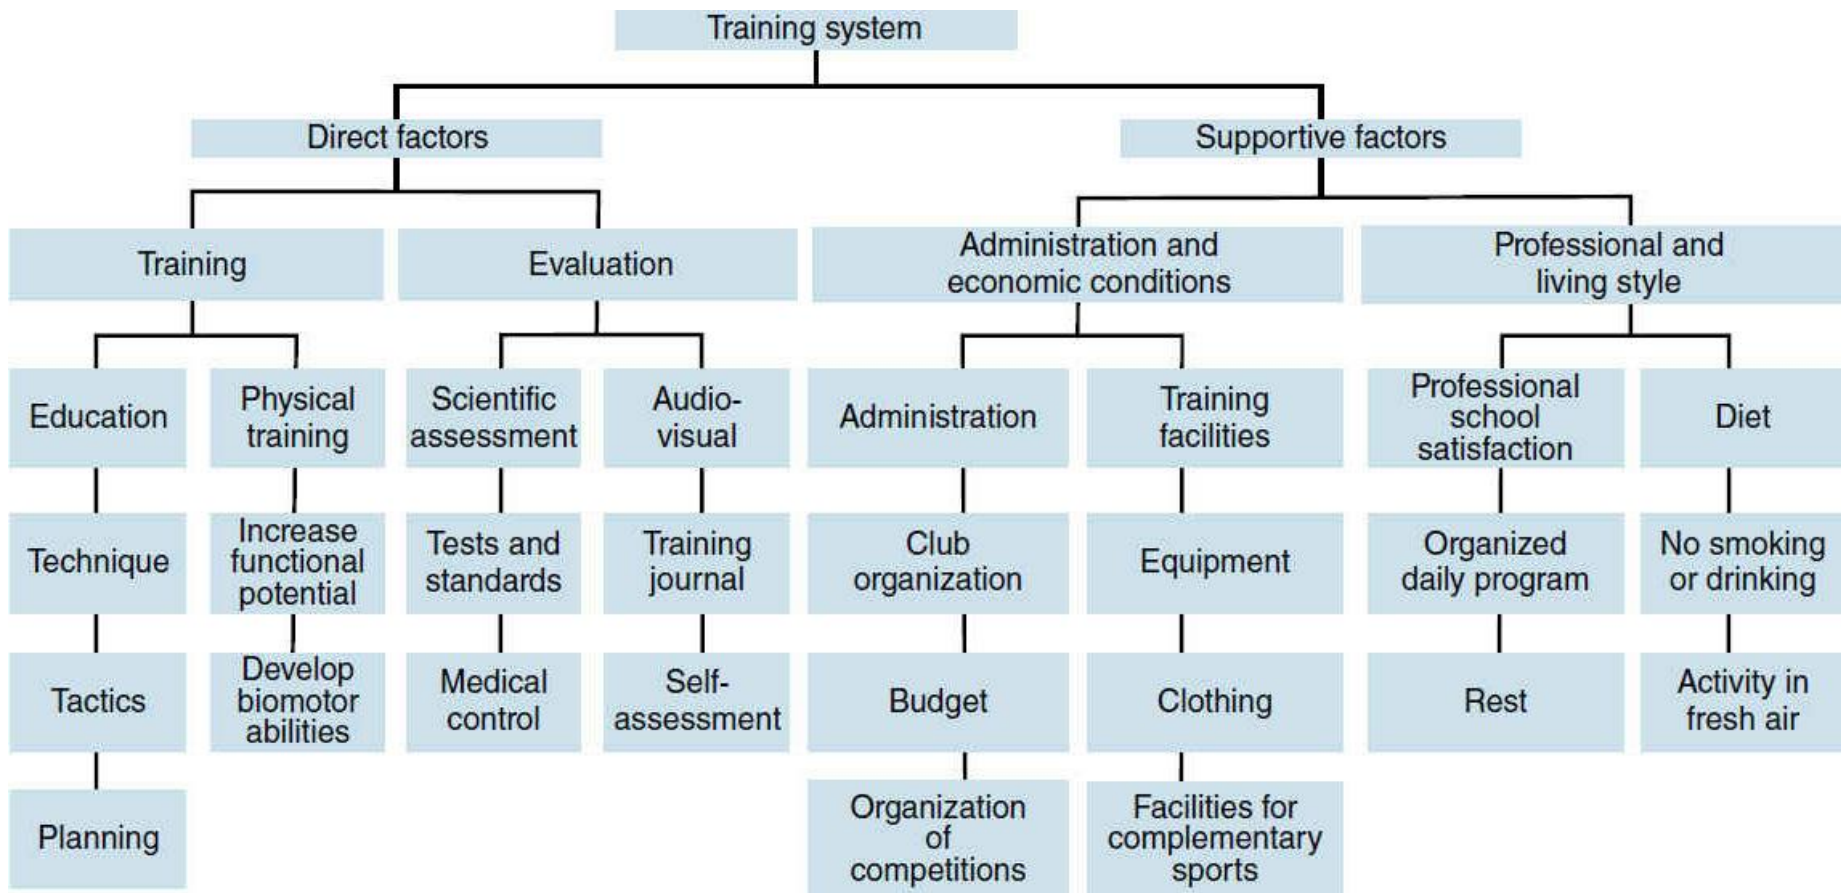 Training system
Direct factors
Supportive factors
Training
Evaluation
Administration and
economic conditions
Professional and
living style
Education
Physical
training
Scientific
assessment
Audio-
visual
Administration
Training
facilities
Professional
school
satisfaction
Diet
Technique
Increase
functional
potential
Tests and
standards
Training
journal
Club
organization
Equipment
Organized
daily program
No smoking
or drinking
Tactics
Develop
biomotor
abilities
Medical
control
Self-
assessment
Budget
Clothing
Rest
Activity in
fresh air
Planning
Organization
of
competitions
Facilities for
complementary
sports